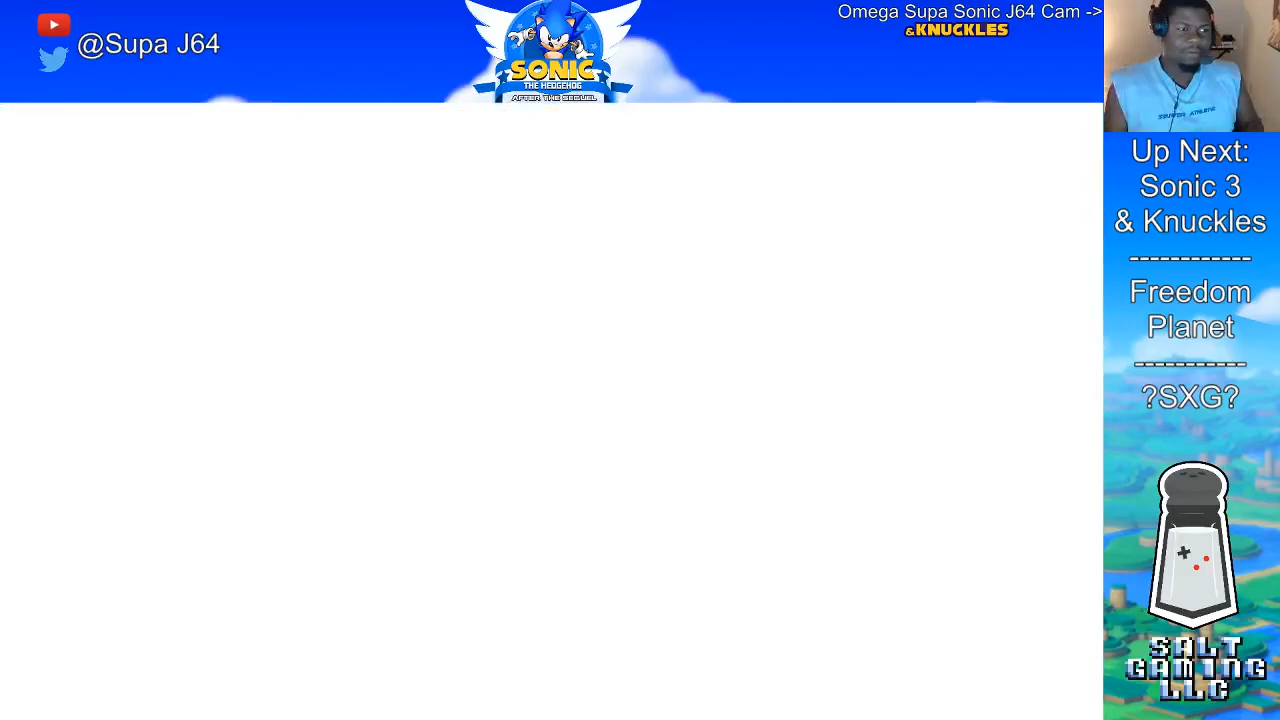 @Supa J64
SONIC
THE HEDGEHOG
AFTER THE SEQUEL
Omega Supa Sonic J64 Cam ->
&KNUCKLES
Up Next:
Sonic 3
& Knuckles
------------
Freedom
Planet
-----------
?SXG?
SALT
GAMING
LLC